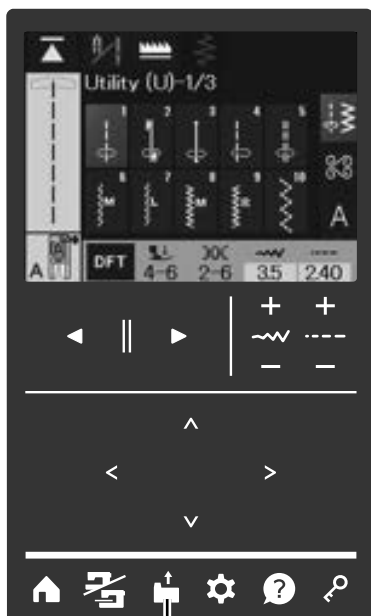 Utility (U)-1/3
1 2 3 4 5
6 7 8 9 10
M L M R
A
A DFT 4-6 2-6 3.5 2.40
+ +
- -
?